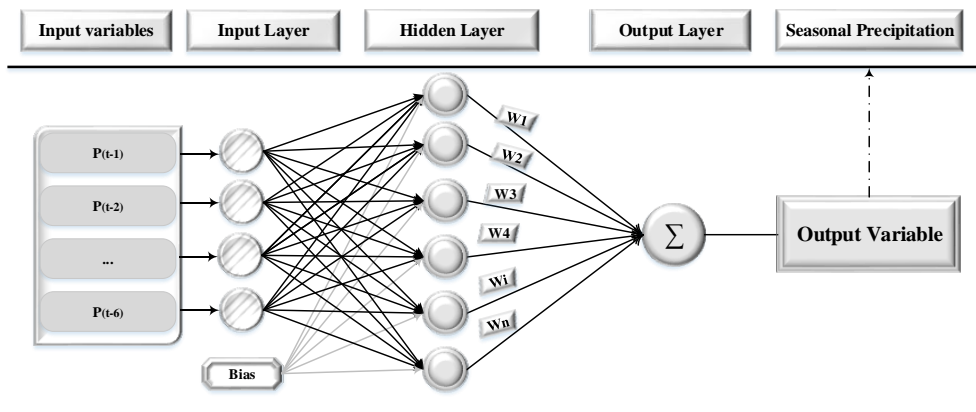 Input variables
Input Layer
Hidden Layer
Output Layer
Seasonal Precipitation
P(t-1)
P(t-2)
...
P(t-6)
Bias
W1
W2
W3
W4
Wi
Wn
∑
Output Variable